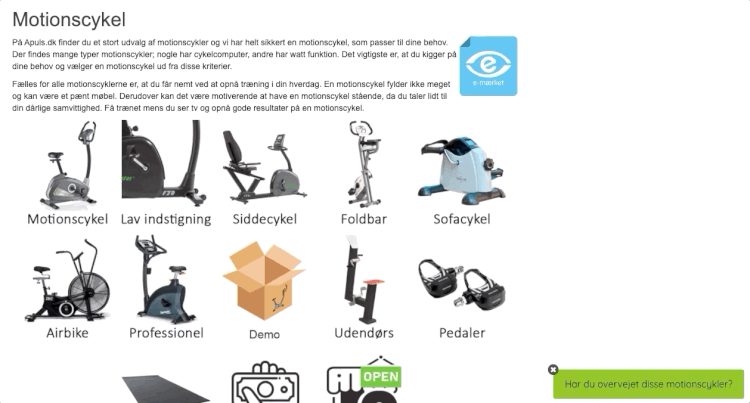 Motionscykel
På Apuls.dk finder du et stort udvalg af motionscykler og vi har helt sikkert en motionscykel, som passer til dine behov.
Der findes mange typer motionscykler; nogle har cykelcomputer, andre har watt funktion. Det vigtigste er, at du kigger på
dine behov og vælger en motionscykel ud fra disse kriterier.
e-mærket
Fælles for alle motionscyklerne er, at du får nemt ved at opnå træning i din hverdag. En motionscykel fylder ikke meget
og kan være et pænt møbel. Derudover kan det være motiverende at have en motionscykel stående, da du taler lidt til
din dårlige samvittighed. Få trænet mens du ser tv og opnå gode resultater på en motionscykel.
Motionscykel Lav indstigning Siddecykel Foldbar Sofacykel
Airbike Professionel Demo Udendørs Pedaler
OPEN
Har du overvejet disse motionscykler?